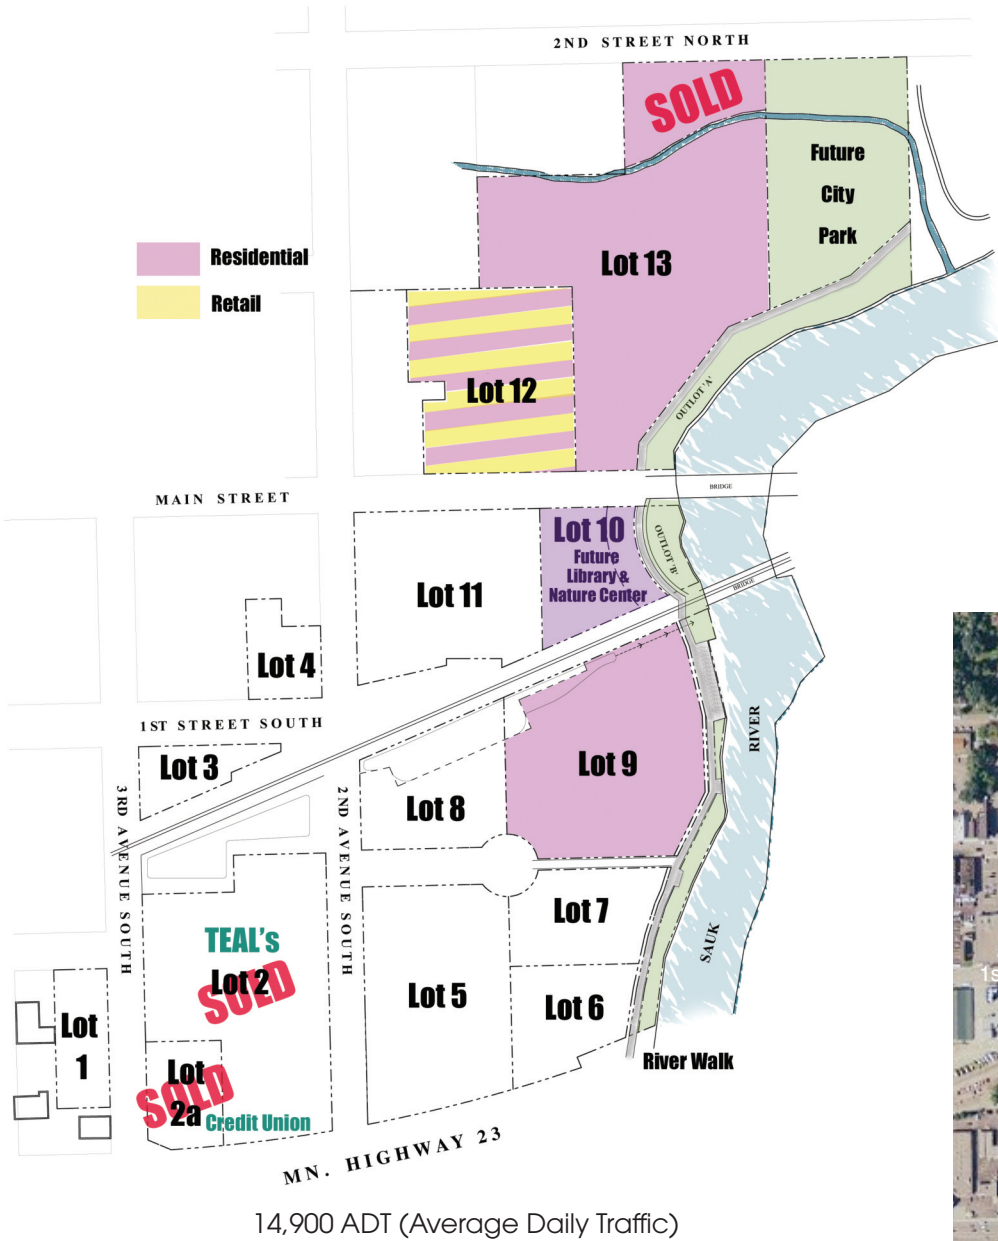 2ND STREET NORTH
SOLD
Future
City
Park
Residential
Retail
Lot 13
Lot 12
OUTLOT 'A'
MAIN STREET
BRIDGE
Lot 10
Future
Library &
Nature Center
OUTLOT 'B'
Lot 11
BRIDGE
Lot 4
1ST STREET SOUTH
Lot 3
Lot 9
RIVER
3RD AVENUE SOUTH
2ND AVENUE SOUTH
Lot 8
Lot 7
TEAL's
Lot 2
SOLD
SAUK
1s
Lot 5
Lot 6
Lot
1
Lot
2a
SOLD
Credit Union
River Walk
MN. HIGHWAY 23
14,900 ADT (Average Daily Traffic)